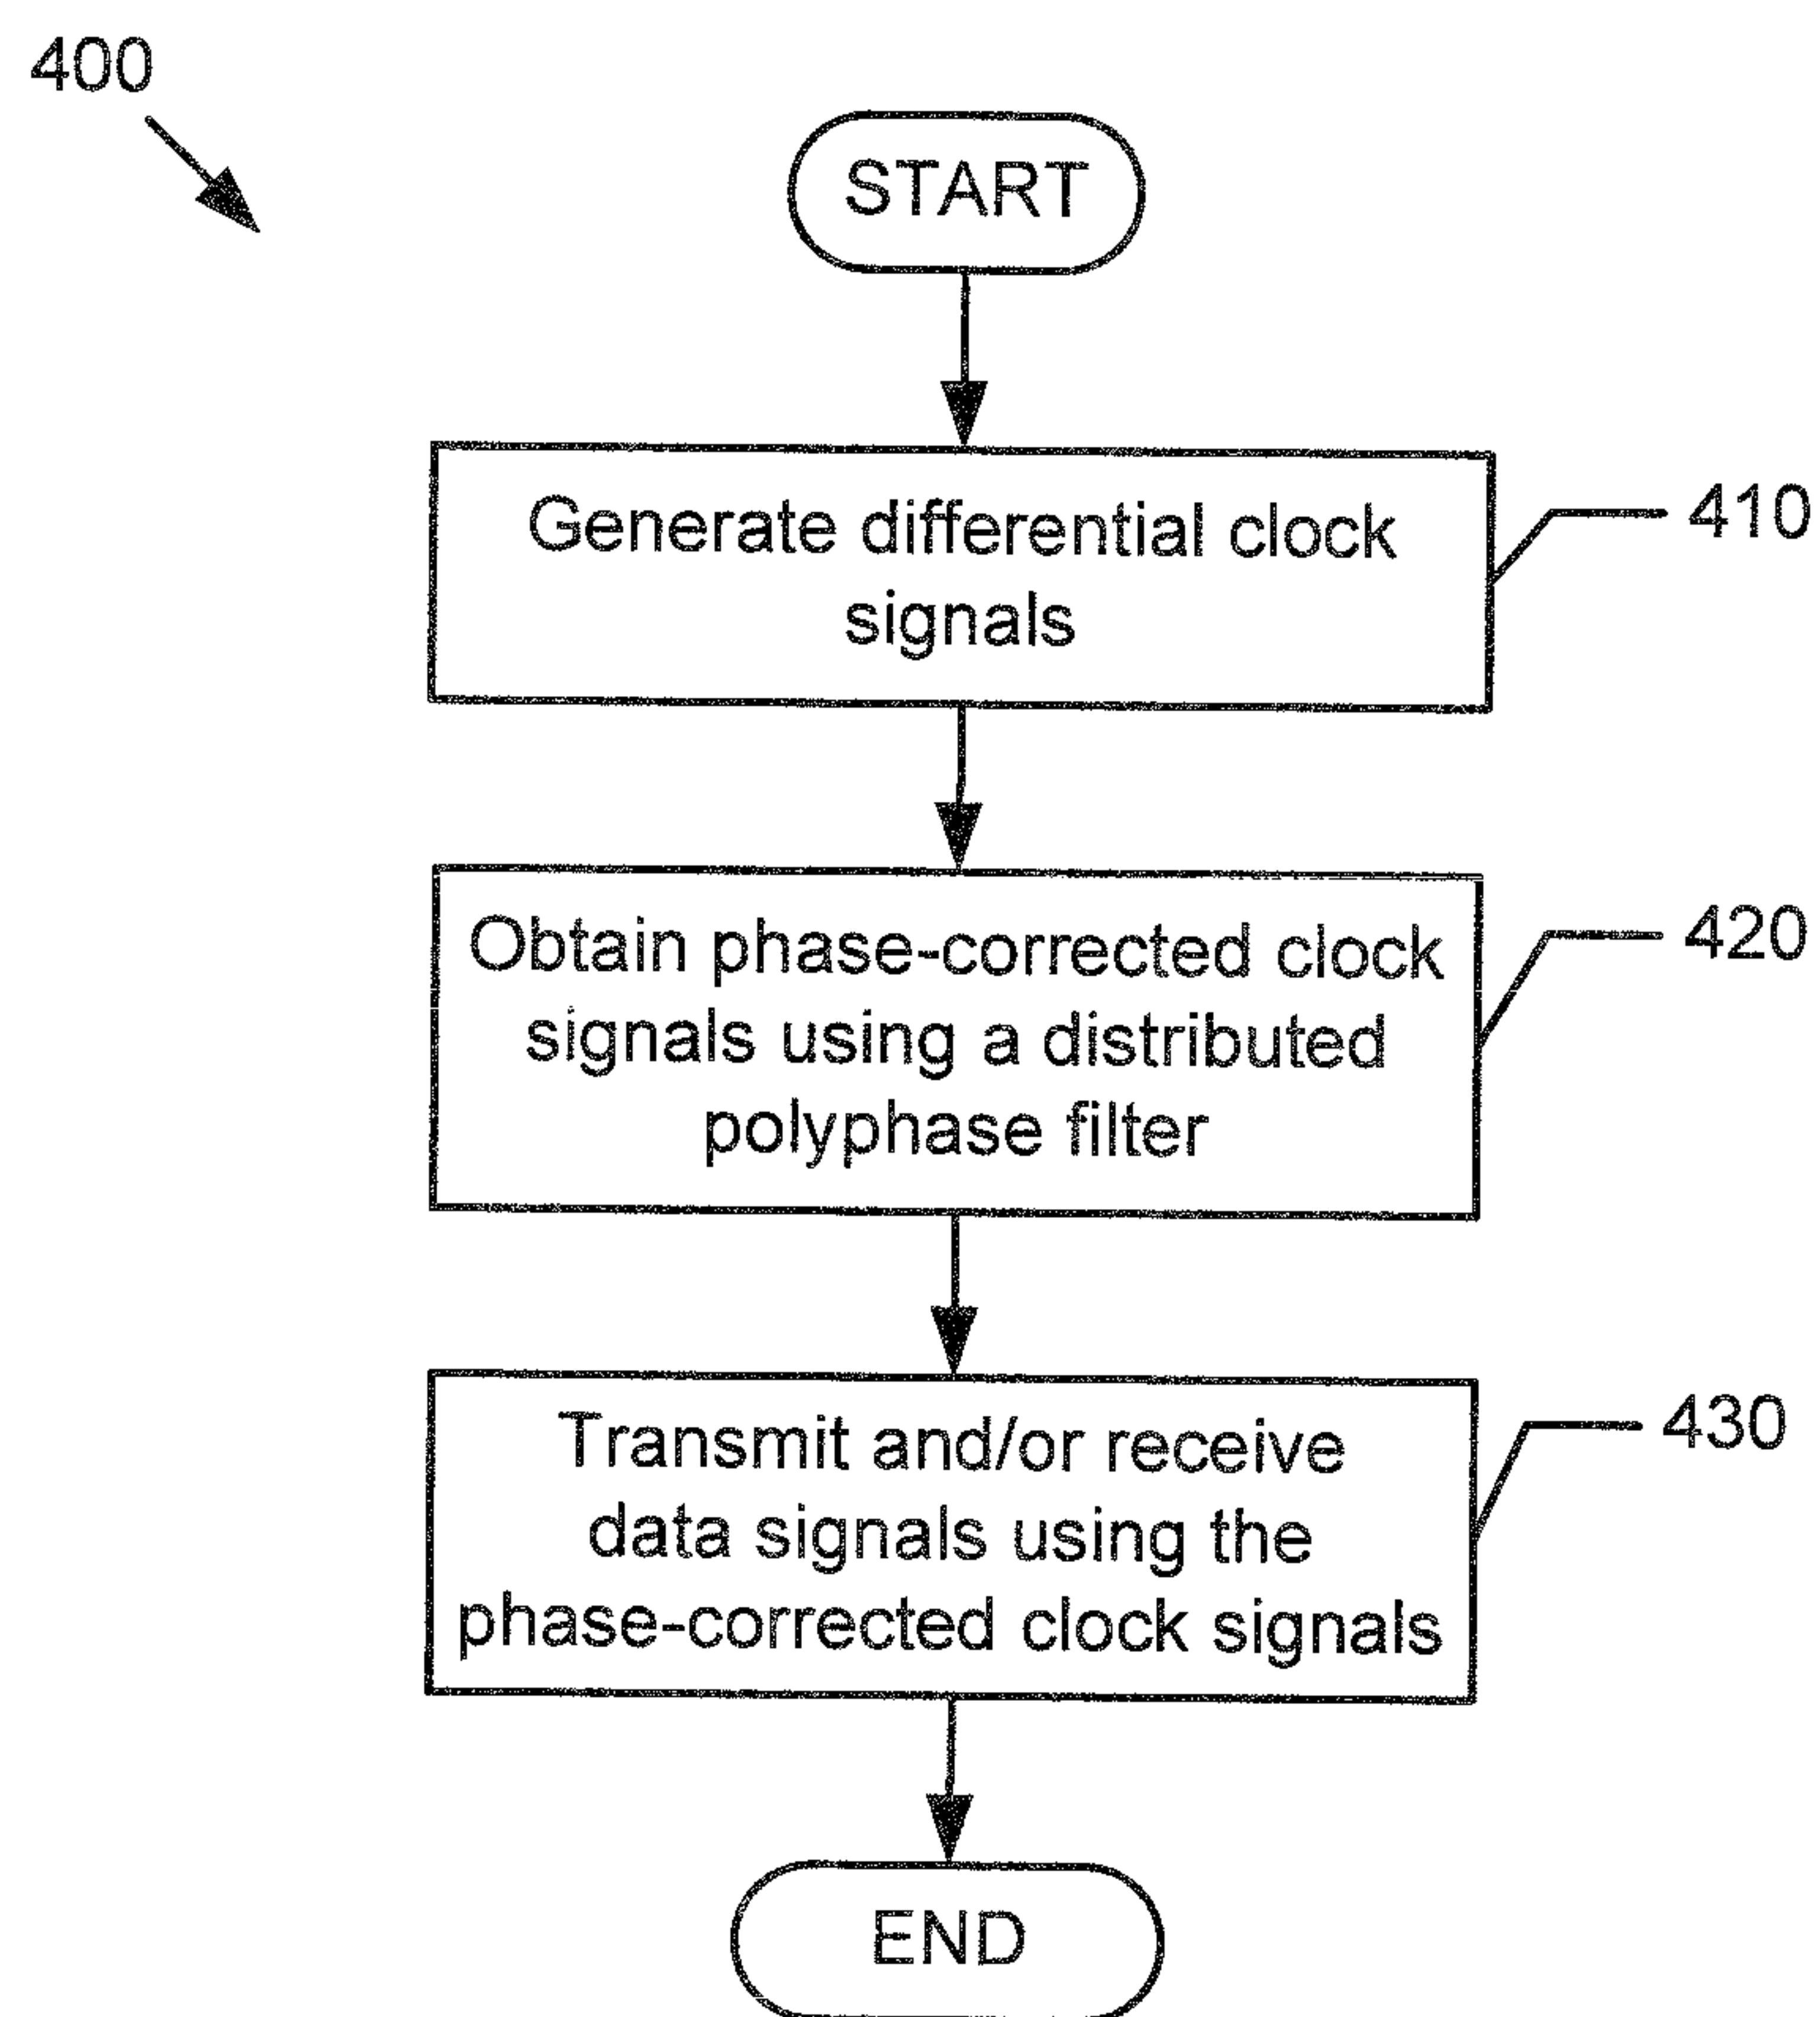 400
START
Generate differential clock
signals
410
Obtain phase-corrected clock
signals using a distributed
polyphase filter
420
Transmit and/or receive
data signals using the
phase-corrected clock signals
430
END